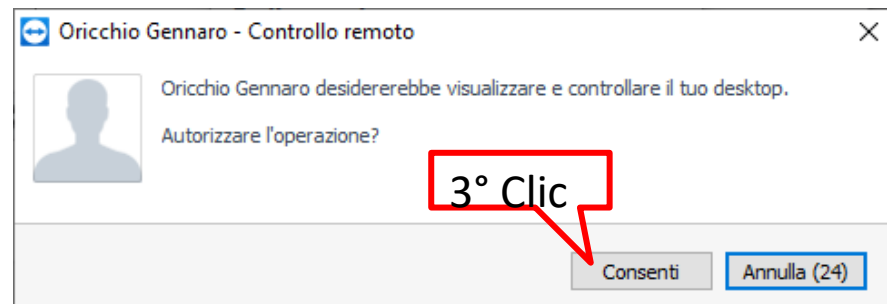 Oricchio Gennaro - Controllo remoto
Oricchio Gennaro desidererebbe visualizzare e controllare il tuo desktop.
Autorizzare l'operazione?
3° Clic
Consenti
Annulla (24)